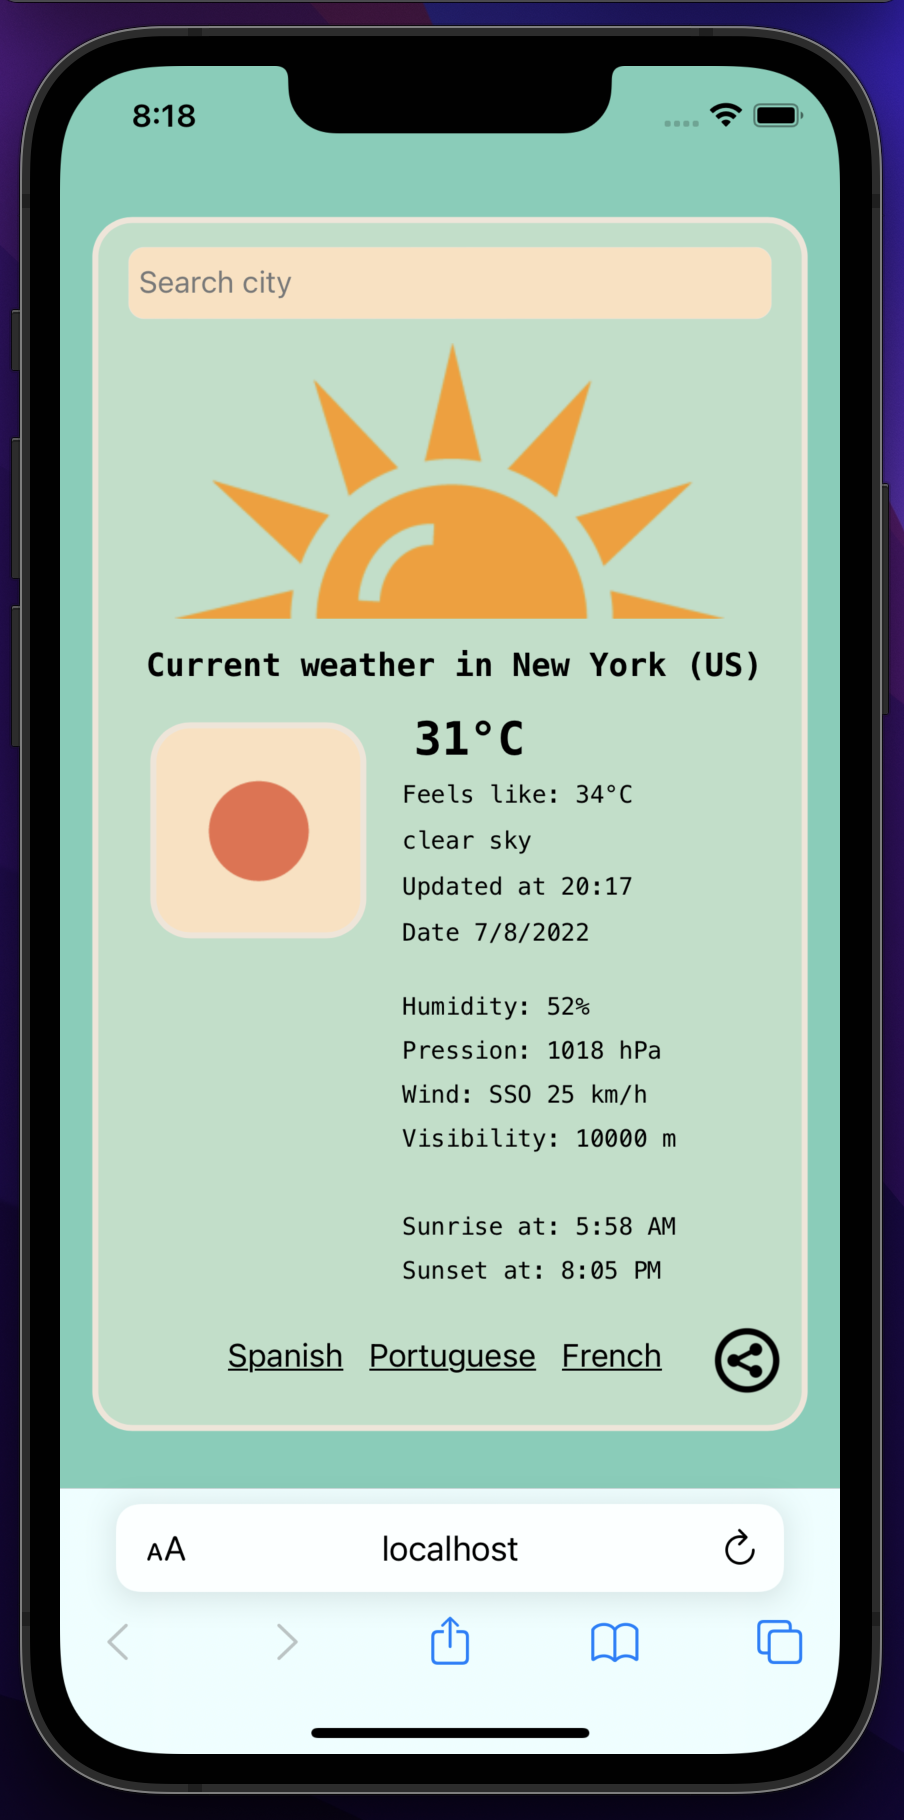 8:18
Search city
Current weather in New York (US)
31°C
Feels like: 34°C
clear sky
Updated at 20:17
Date 7/8/2022
Humidity: 52%
Pression: 1018 hPa
Wind: SSO 25 km/h
Visibility: 10000 m
Sunrise at: 5:58 AM
Sunset at: 8:05 PM
Spanish Portuguese French
AA localhost